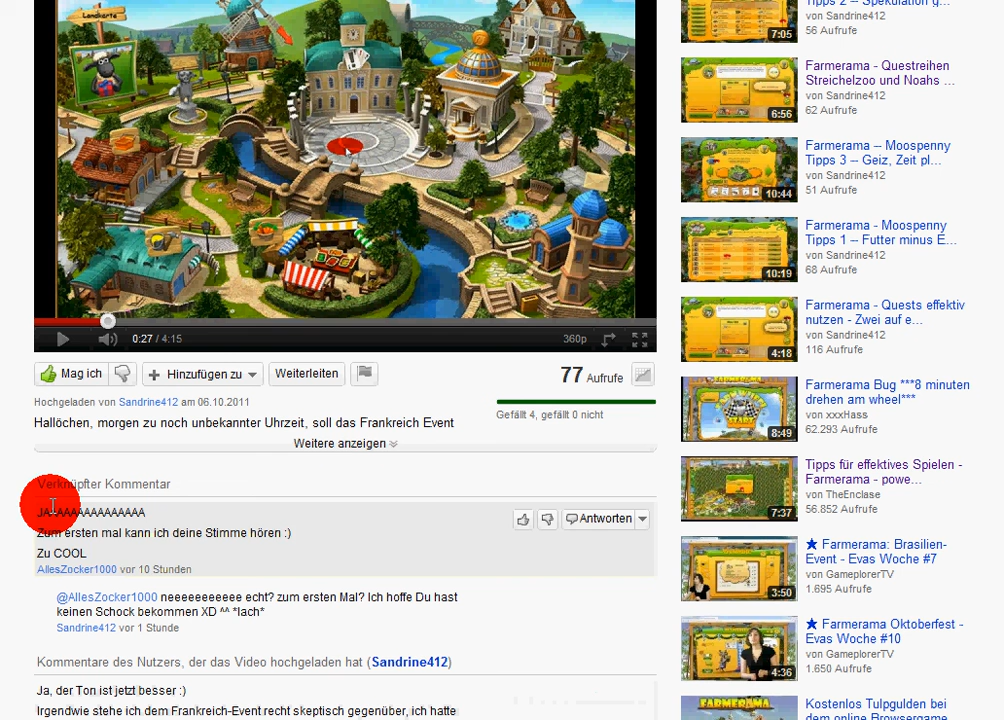 Landkarte
0:27 / 4:15
360p
Mag ich
Hinzufügen zu
Weiterleiten
77 Aufrufe
Hochgeladen von Sandrine412 am 06.10.2011
Gefällt 4, gefällt 0 nicht
Hallöchen, morgen zu noch unbekannter Uhrzeit, soll das Frankreich Event
Weitere anzeigen
Verknüpfter Kommentar
Zum ersten mal kann ich deine Stimme hören :)
Zu COOL
AllesZocker1000 vor 10 Stunden
Antworten
@AllesZocker1000 neeeeeeeeeee echt? zum ersten Mal? Ich hoffe Du hast
keinen Schock bekommen XD ^^ *lach*
Sandrine412 vor 1 Stunde
Kommentare des Nutzers, der das Video hochgeladen hat (Sandrine412)
Ja, der Ton ist jetzt besser :)
Irgendwie stehe ich dem Frankreich-Event recht skeptisch gegenüber, ich hatte
Tipps 2 -- Spekulation g...
von Sandrine412
56 Aufrufe
7:05
Farmerama - Questreihen
Streichelzoo und Noahs ...
von Sandrine412
62 Aufrufe
6:56
Farmerama -- Moospenny
Tipps 3 -- Geiz, Zeit pl...
von Sandrine412
51 Aufrufe
10:44
Farmerama - Moospenny
Tipps 1 -- Futter minus E...
von Sandrine412
68 Aufrufe
10:19
Farmerama - Quests effektiv
nutzen - Zwei auf e...
von Sandrine412
116 Aufrufe
4:18
Farmerama Bug ***8 minuten
drehen am wheel***
von xxxHass
62.293 Aufrufe
8:49
Tipps für effektives Spielen -
Farmerama - powe...
von TheEnclase
56.852 Aufrufe
7:37
★ Farmerama: Brasilien-
Event - Evas Woche #7
von GameplorerTV
1.695 Aufrufe
3:50
★ Farmerama Oktoberfest -
Evas Woche #10
von GameplorerTV
1.650 Aufrufe
4:36
FARMERAMA
Kostenlos Tulpgulden bei
dem online Browsergame